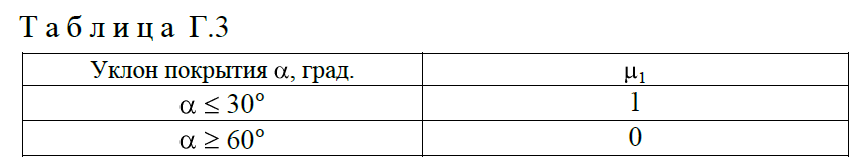 Т а б л и ц а Г.3
Уклон покрытия α, град. μ₁
α ≤ 30° 1
α ≥ 60° 0